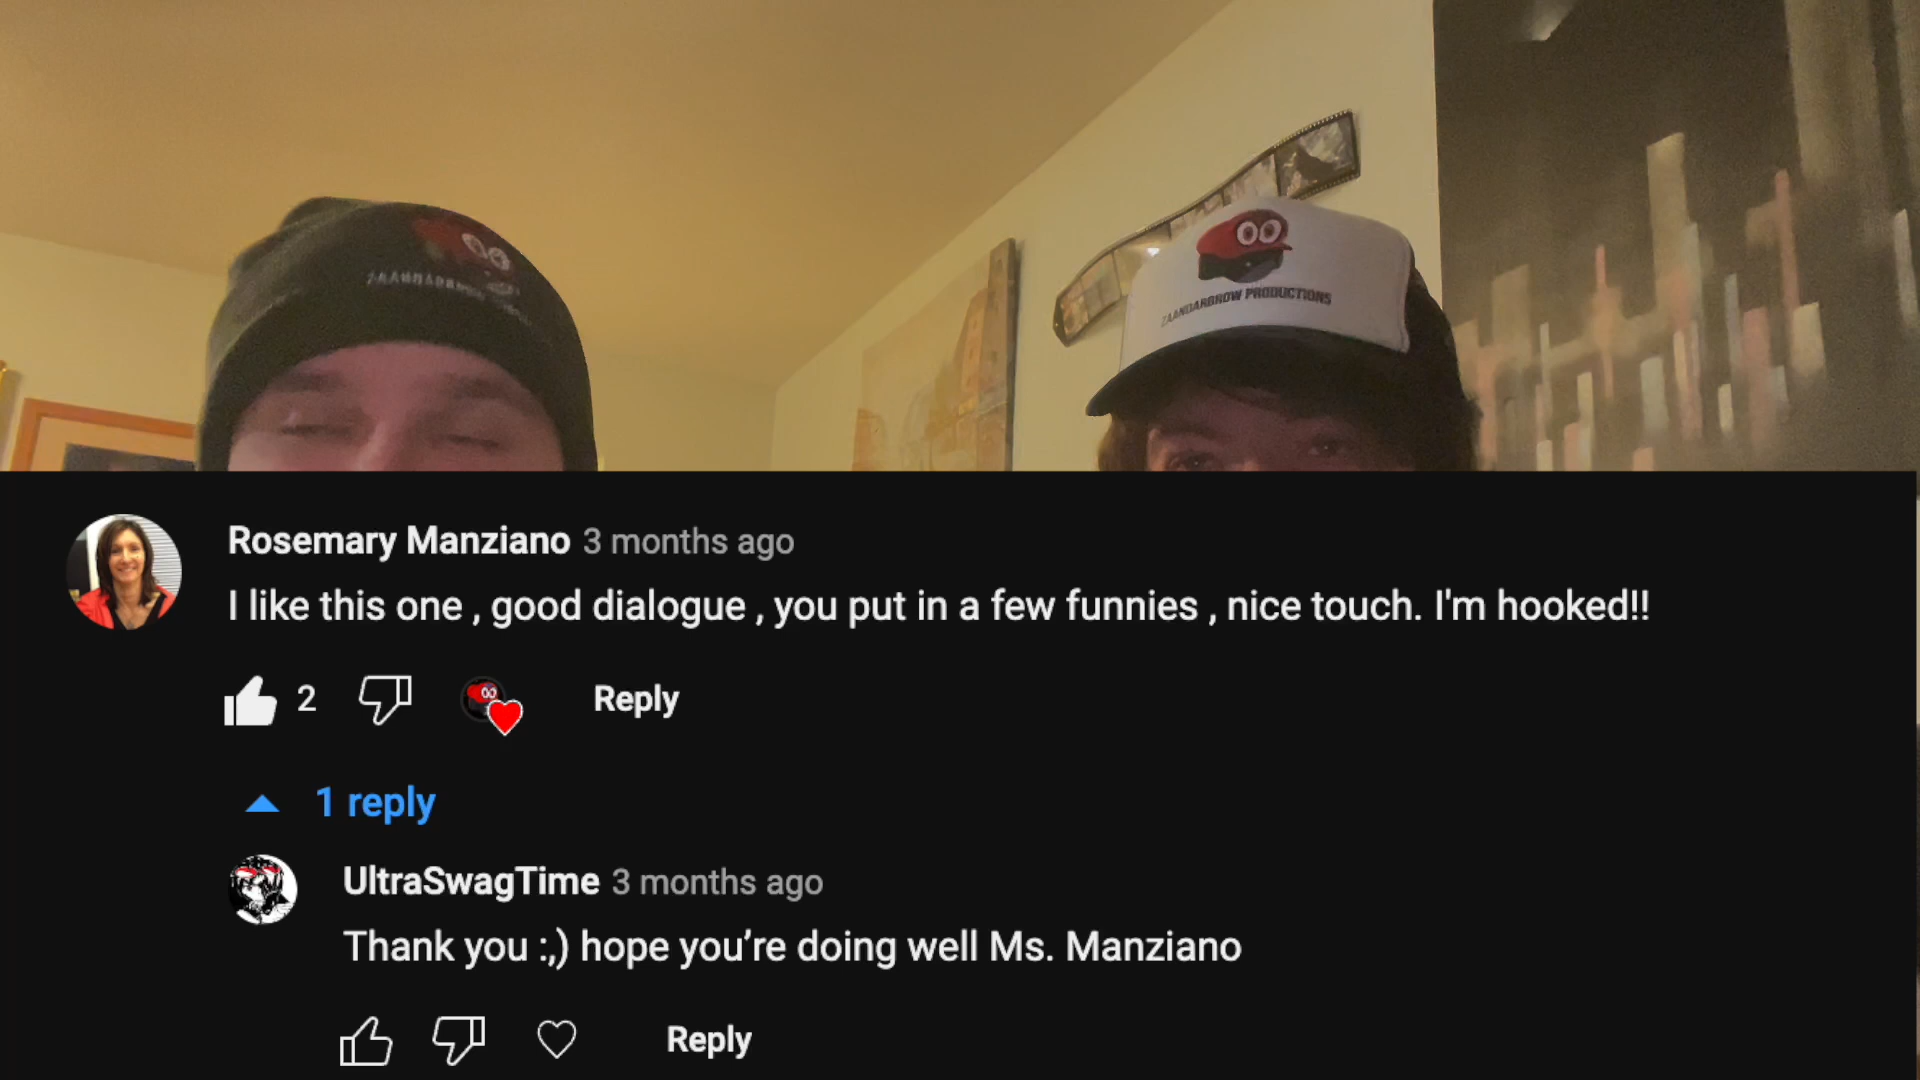 ZAANDARBROW PRODUCTIONS
Rosemary Manziano 3 months ago
I like this one , good dialogue , you put in a few funnies , nice touch. I'm hooked!!
2
Reply
1 reply
UltraSwagTime 3 months ago
Thank you :,) hope you’re doing well Ms. Manziano
Reply